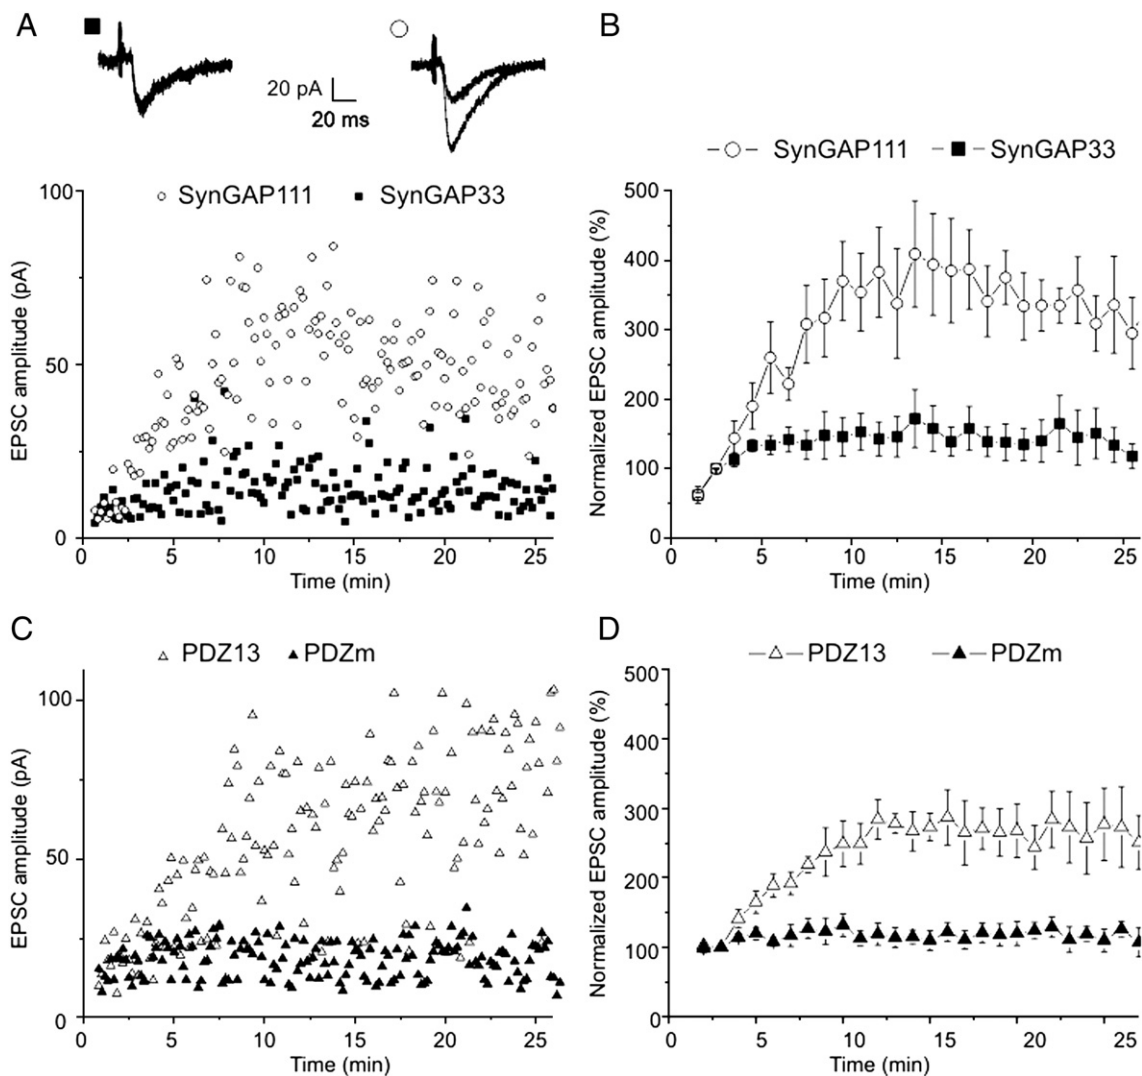 A
B
20 pA
20 ms
SynGAP111 SynGAP33
SynGAP111 SynGAP33
100
50
0
EPSC amplitude (pA)
0 5 10 15 20 25
Time (min)
500
400
300
200
150
100
50
0
Normalized EPSC amplitude (%)
0 5 10 15 20 25
Time (min)
C
D
PDZ13 PDZm
PDZ13 PDZm
100
50
0
EPSC amplitude (pA)
0 5 10 15 20 25
Time (min)
500
400
300
200
100
0
Normalized EPSC amplitude (%)
0 5 10 15 20 25
Time (min)